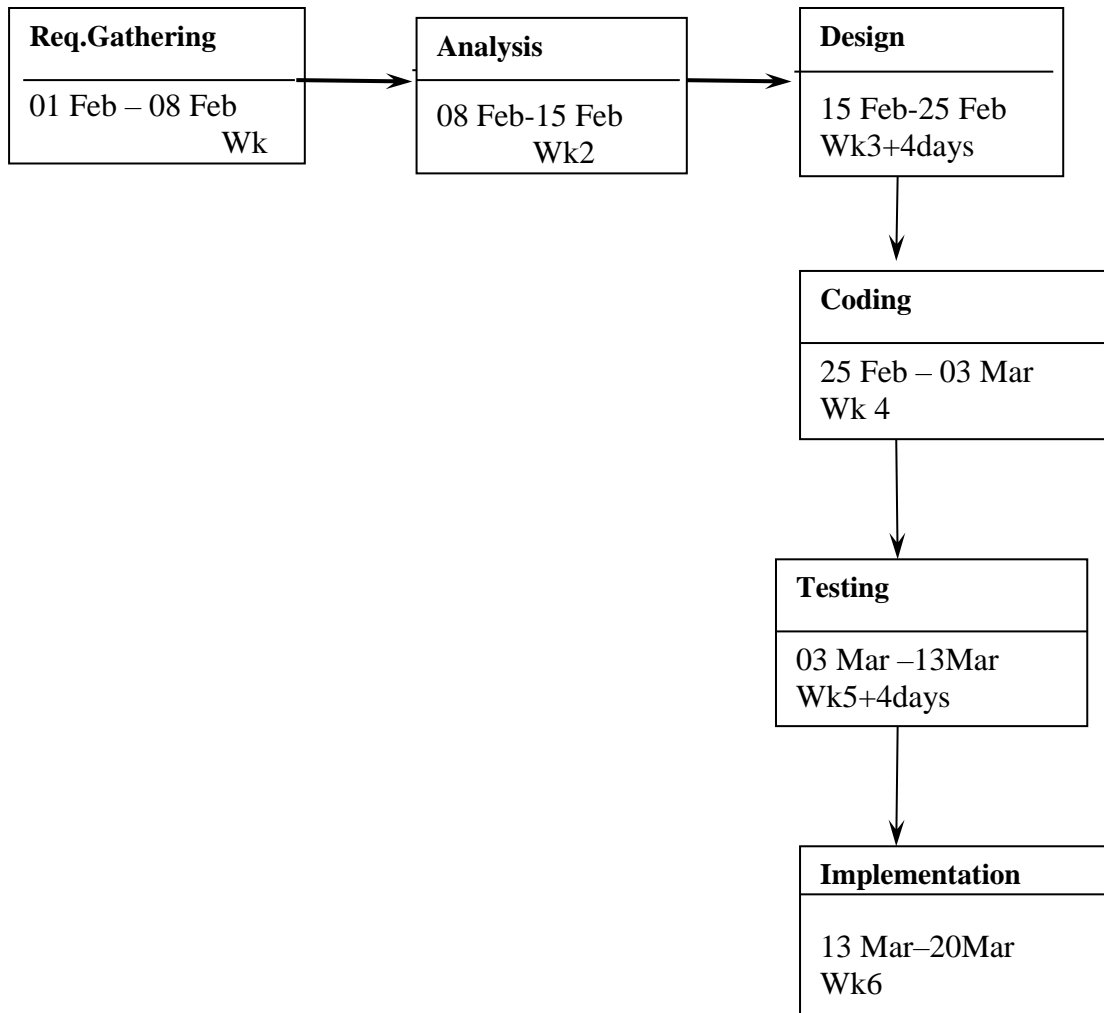 Req.Gathering
01 Feb – 08 Feb
Wk
Analysis
08 Feb-15 Feb
Wk2
Design
15 Feb-25 Feb
Wk3+4days
Coding
25 Feb – 03 Mar
Wk 4
Testing
03 Mar –13Mar
Wk5+4days
Implementation
13 Mar–20Mar
Wk6